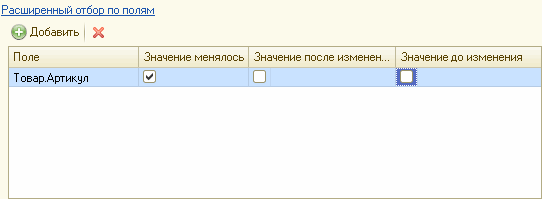 Расширенный отбор по полям
Добавить
Поле Значение менялось Значение после изменен... Значение до изменения
Товар.Артикул